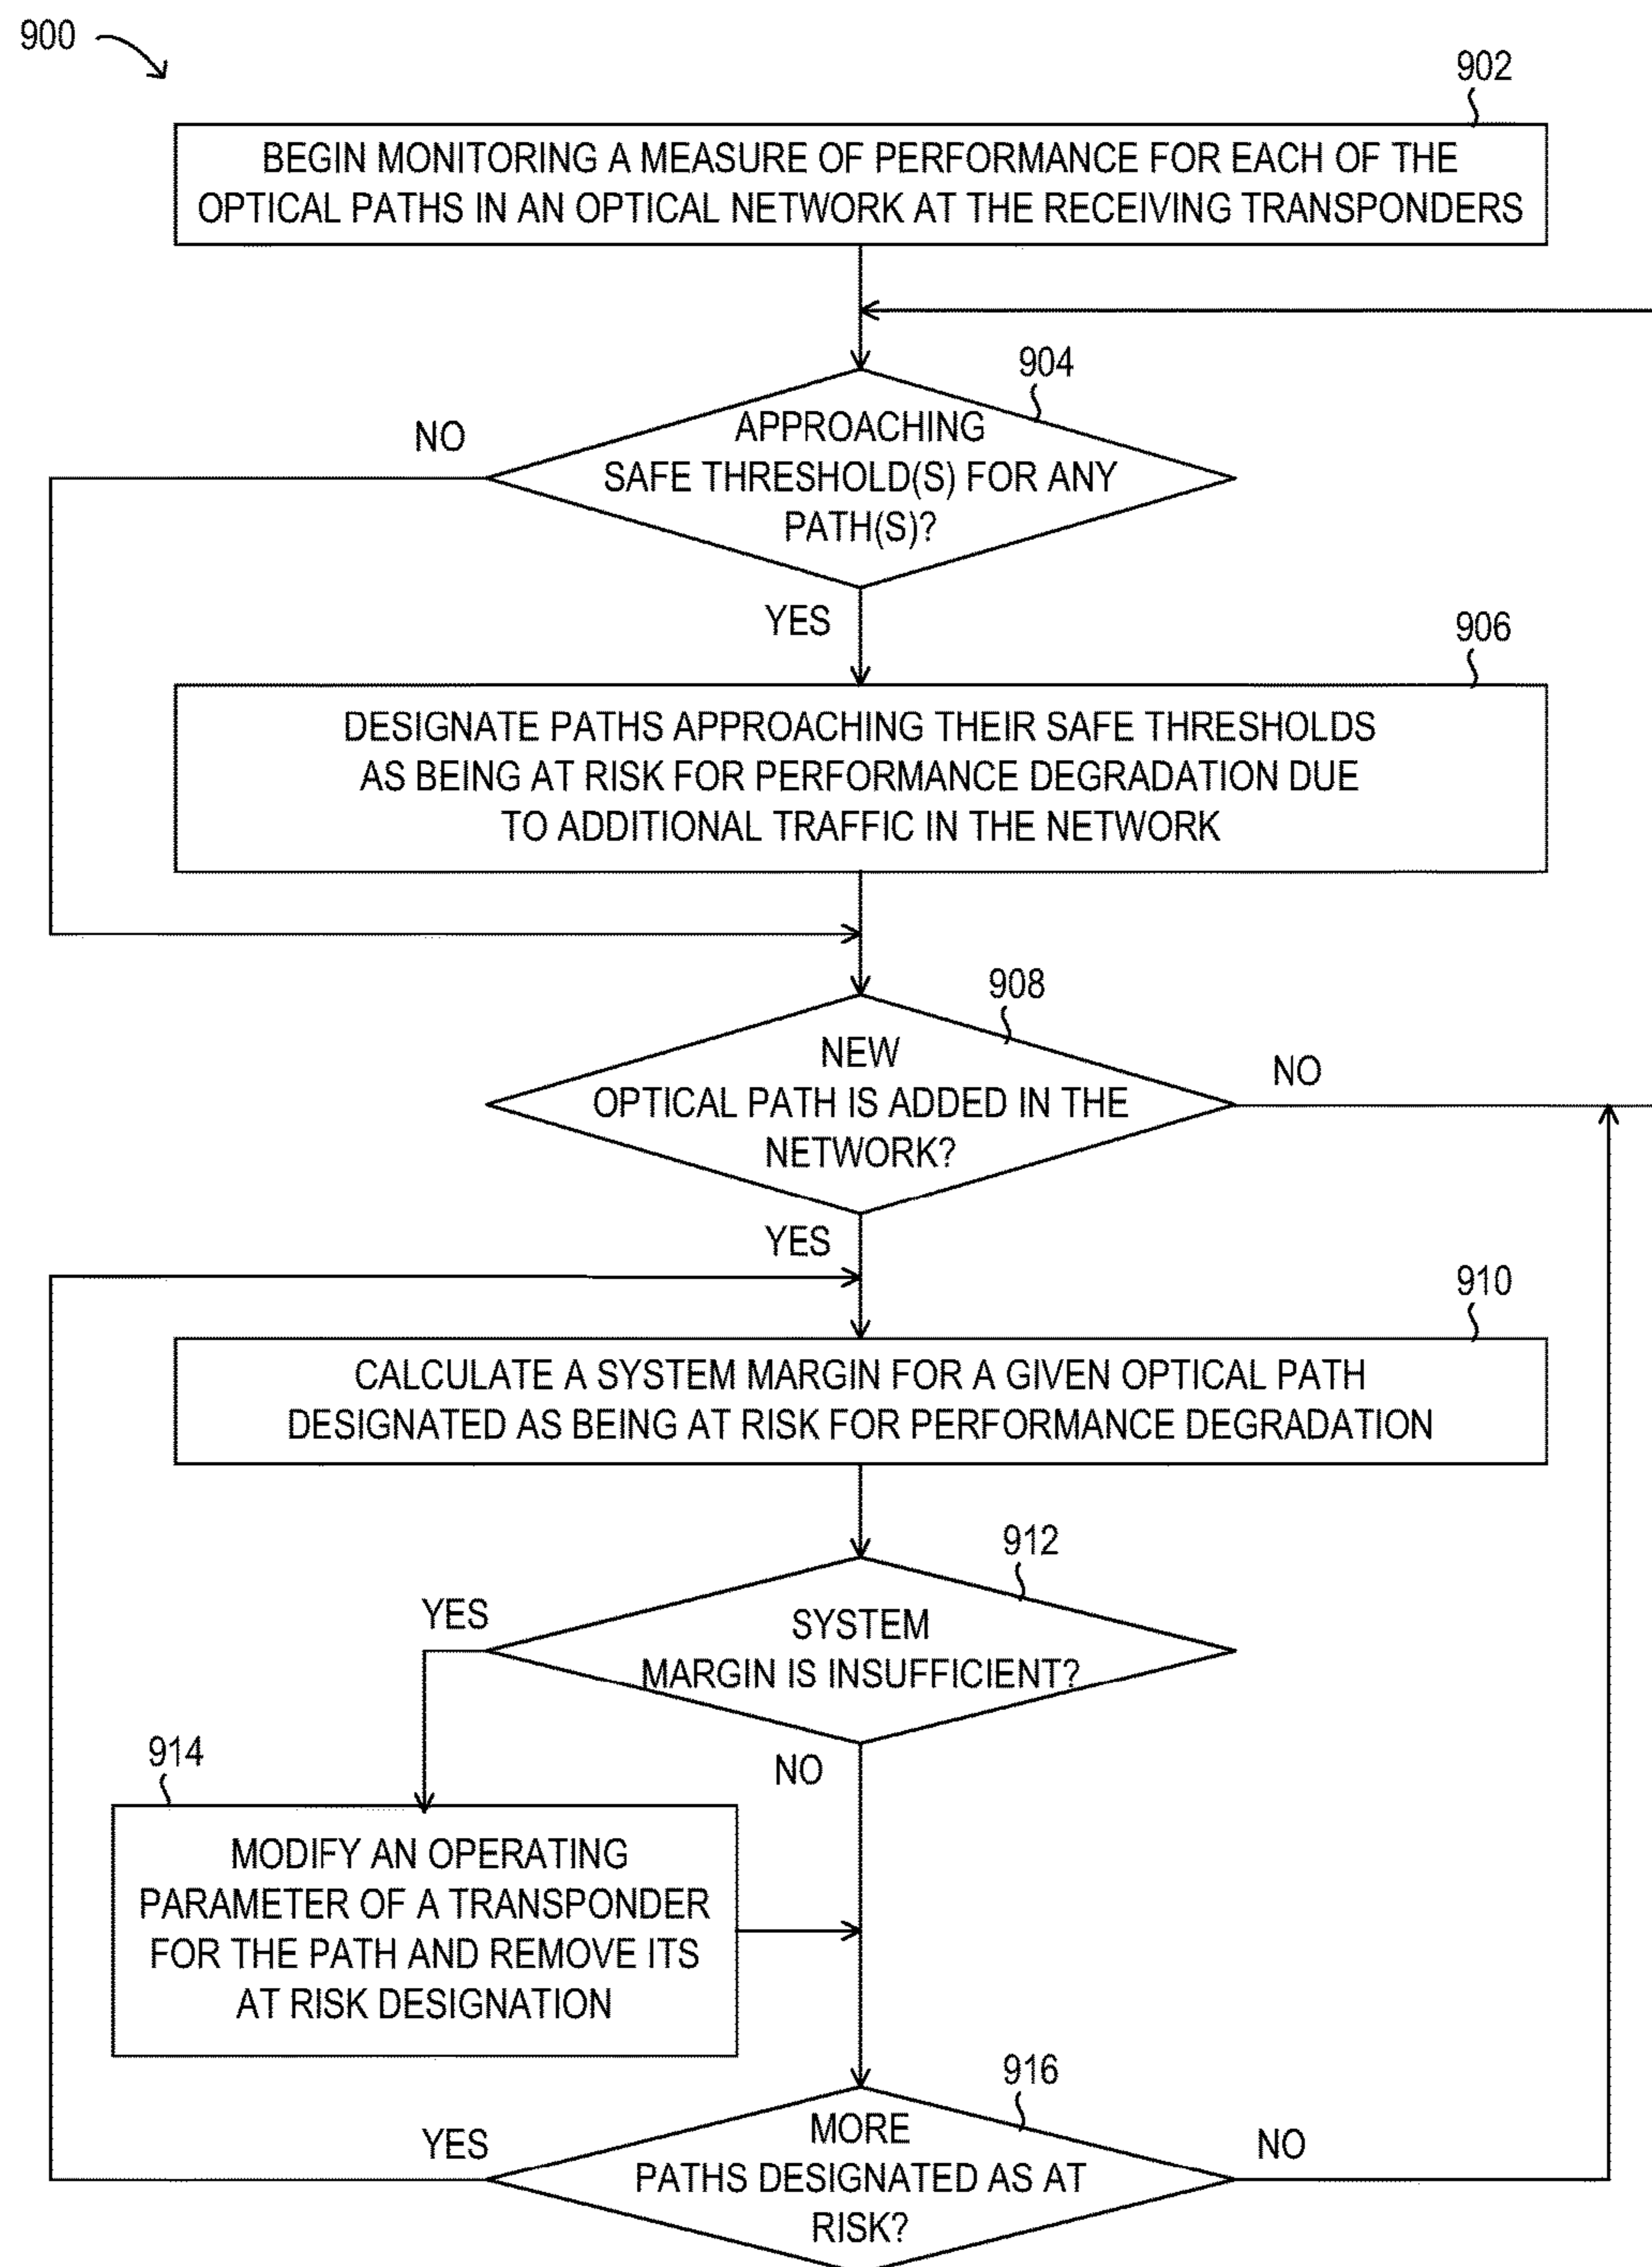 900
902
BEGIN MONITORING A MEASURE OF PERFORMANCE FOR EACH OF THE
OPTICAL PATHS IN AN OPTICAL NETWORK AT THE RECEIVING TRANSPONDERS
904
NO
APPROACHING
SAFE THRESHOLD(S) FOR ANY
PATH(S)?
YES
906
DESIGNATE PATHS APPROACHING THEIR SAFE THRESHOLDS
AS BEING AT RISK FOR PERFORMANCE DEGRADATION DUE
TO ADDITIONAL TRAFFIC IN THE NETWORK
908
NEW
OPTICAL PATH IS ADDED IN THE
NETWORK?
NO
YES
910
CALCULATE A SYSTEM MARGIN FOR A GIVEN OPTICAL PATH
DESIGNATED AS BEING AT RISK FOR PERFORMANCE DEGRADATION
912
YES
SYSTEM
MARGIN IS INSUFFICIENT?
914
NO
MODIFY AN OPERATING
PARAMETER OF A TRANSPONDER
FOR THE PATH AND REMOVE ITS
AT RISK DESIGNATION
916
YES
MORE
PATHS DESIGNATED AS AT
RISK?
NO